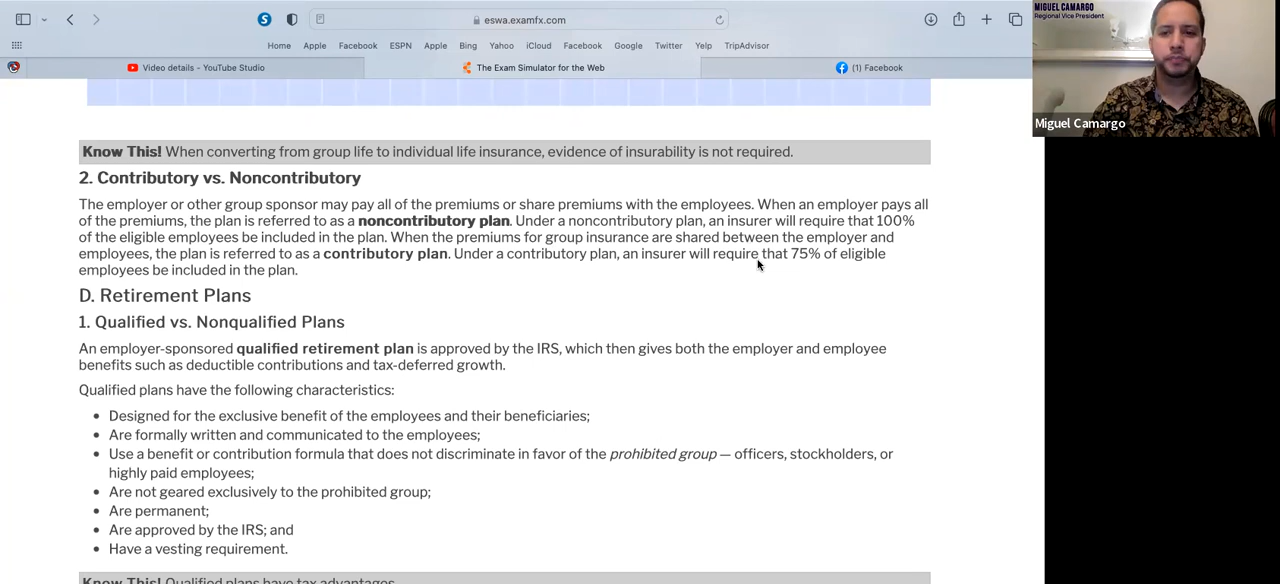 eswa.examfx.com
Home Apple Facebook ESPN Apple Bing Yahoo iCloud Facebook Google Twitter Yelp TripAdvisor
Video details - YouTube Studio
The Exam Simulator for the Web
(1) Facebook
MIGUEL CAMARGO
Regional Vice President
Miguel Camargo
Know This! When converting from group life to individual life insurance, evidence of insurability is not required.
2. Contributory vs. Noncontributory
The employer or other group sponsor may pay all of the premiums or share premiums with the employees. When an employer pays all
of the premiums, the plan is referred to as a noncontributory plan. Under a noncontributory plan, an insurer will require that 100%
of the eligible employees be included in the plan. When the premiums for group insurance are shared between the employer and
employees, the plan is referred to as a contributory plan. Under a contributory plan, an insurer will require that 75% of eligible
employees be included in the plan.
D. Retirement Plans
1. Qualified vs. Nonqualified Plans
An employer-sponsored qualified retirement plan is approved by the IRS, which then gives both the employer and employee
benefits such as deductible contributions and tax-deferred growth.
Qualified plans have the following characteristics:
• Designed for the exclusive benefit of the employees and their beneficiaries;
• Are formally written and communicated to the employees;
• Use a benefit or contribution formula that does not discriminate in favor of the prohibited group — officers, stockholders, or
highly paid employees;
• Are not geared exclusively to the prohibited group;
• Are permanent;
• Are approved by the IRS; and
• Have a vesting requirement.
Know This! Qualified plans have tax advantages.